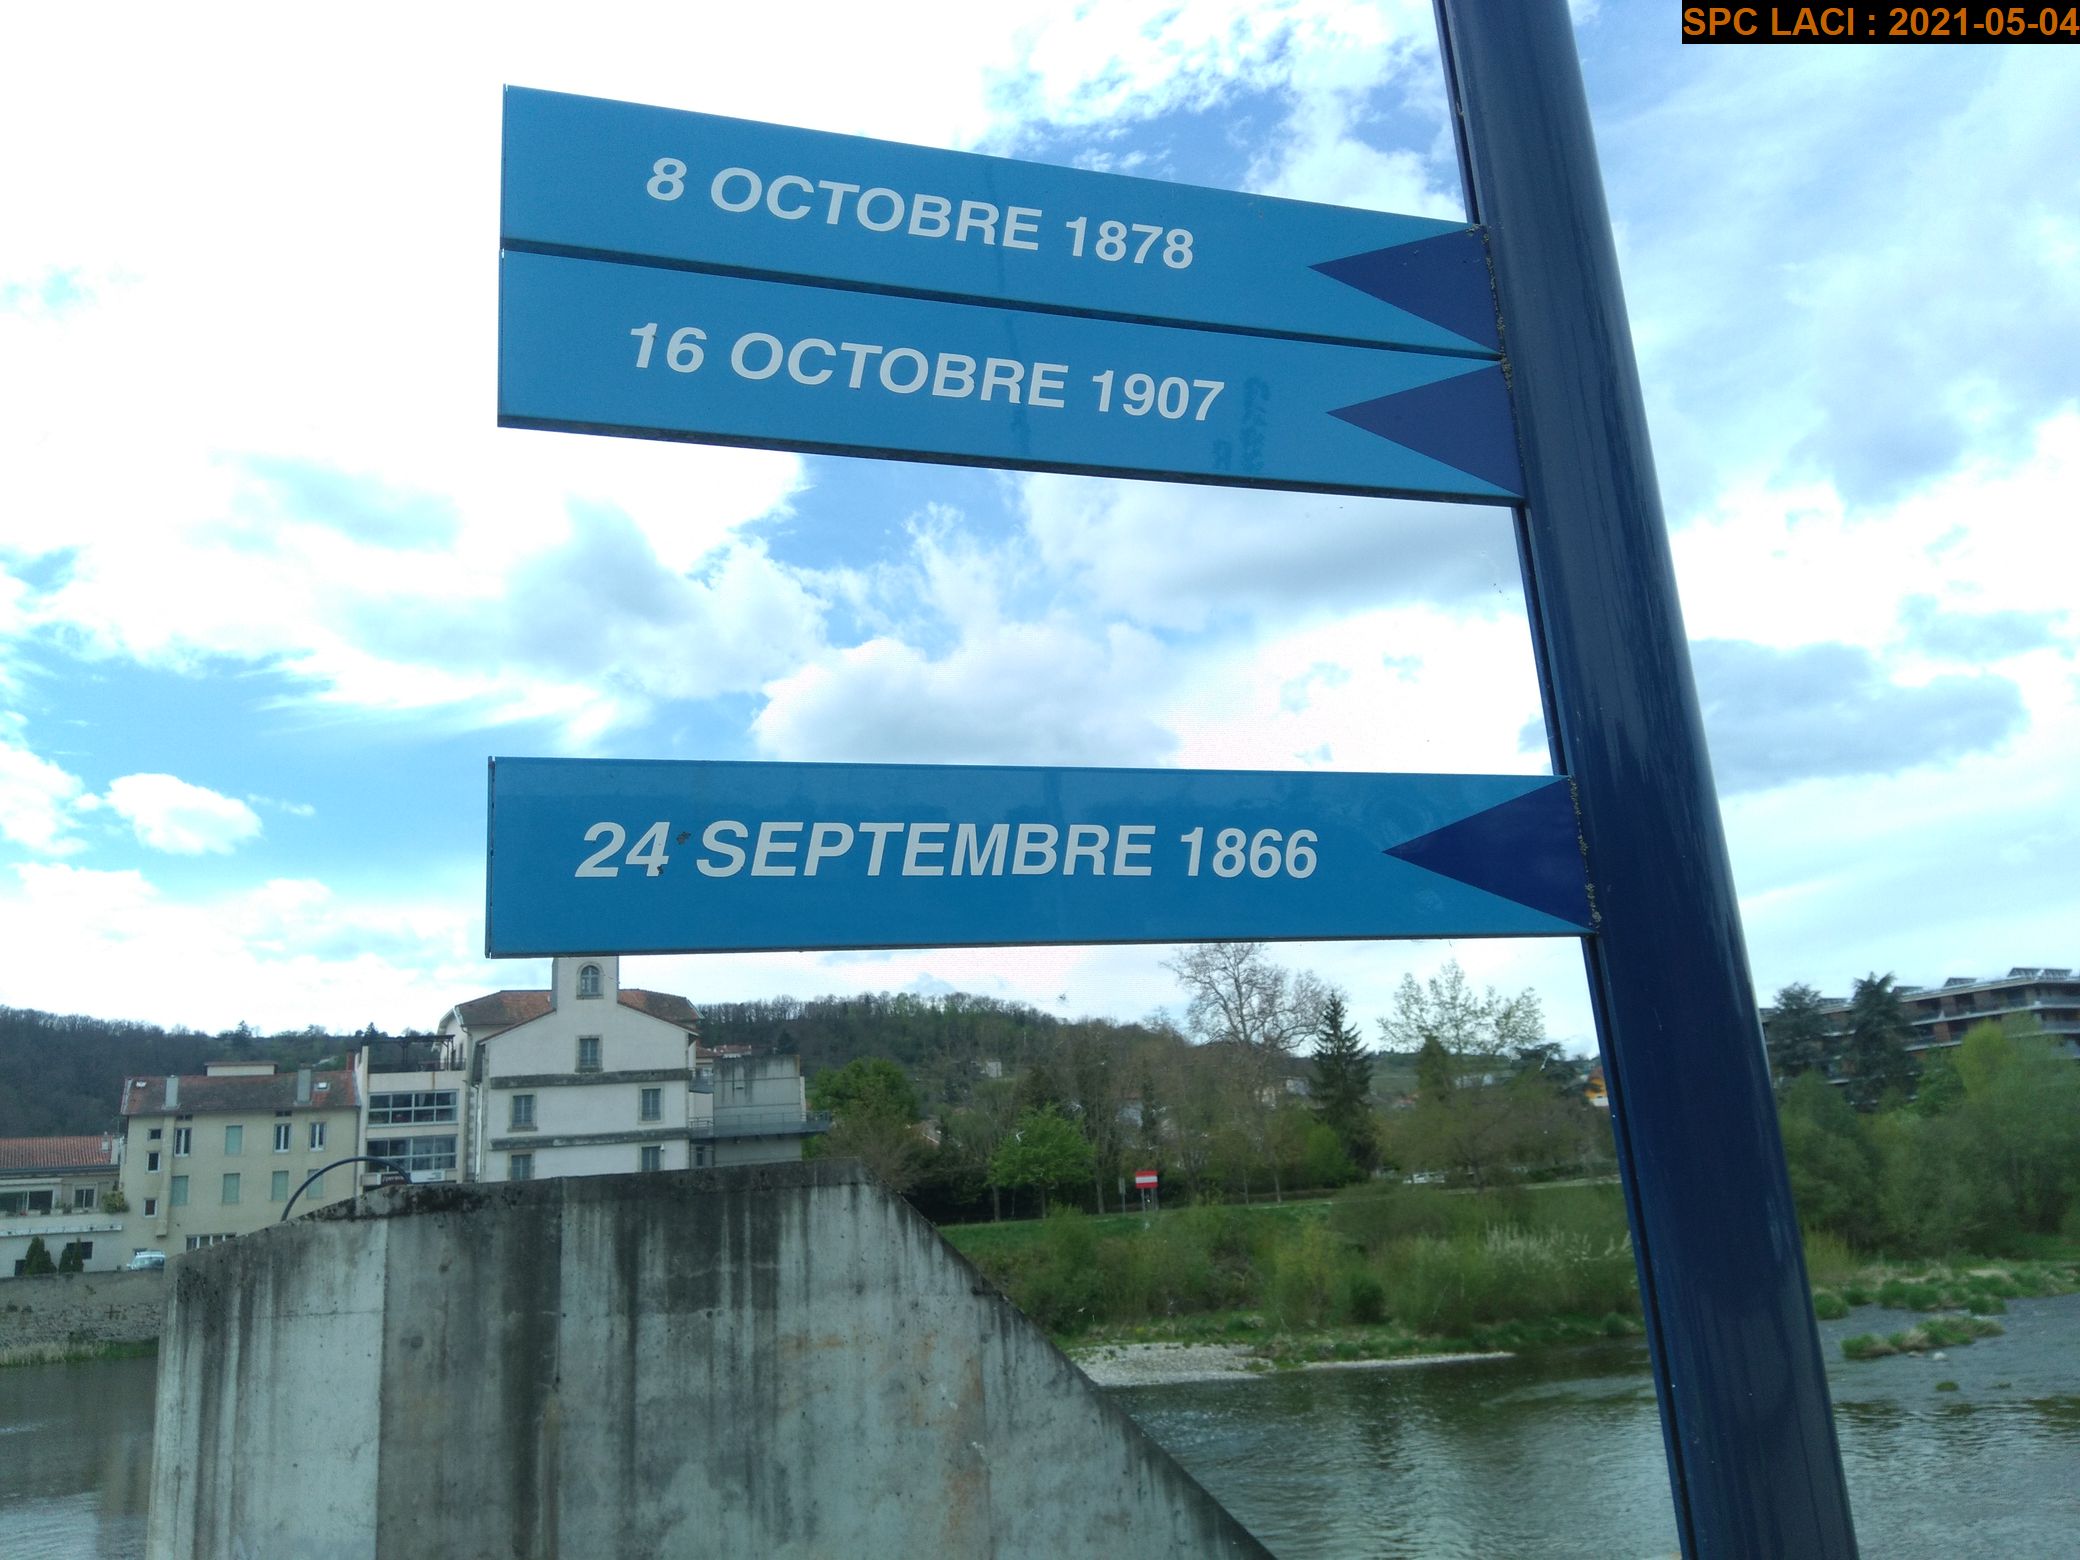 SPC LACI : 2021-05-04
8 OCTOBRE 1878
16 OCTOBRE 1907
24 SEPTEMBRE 1866